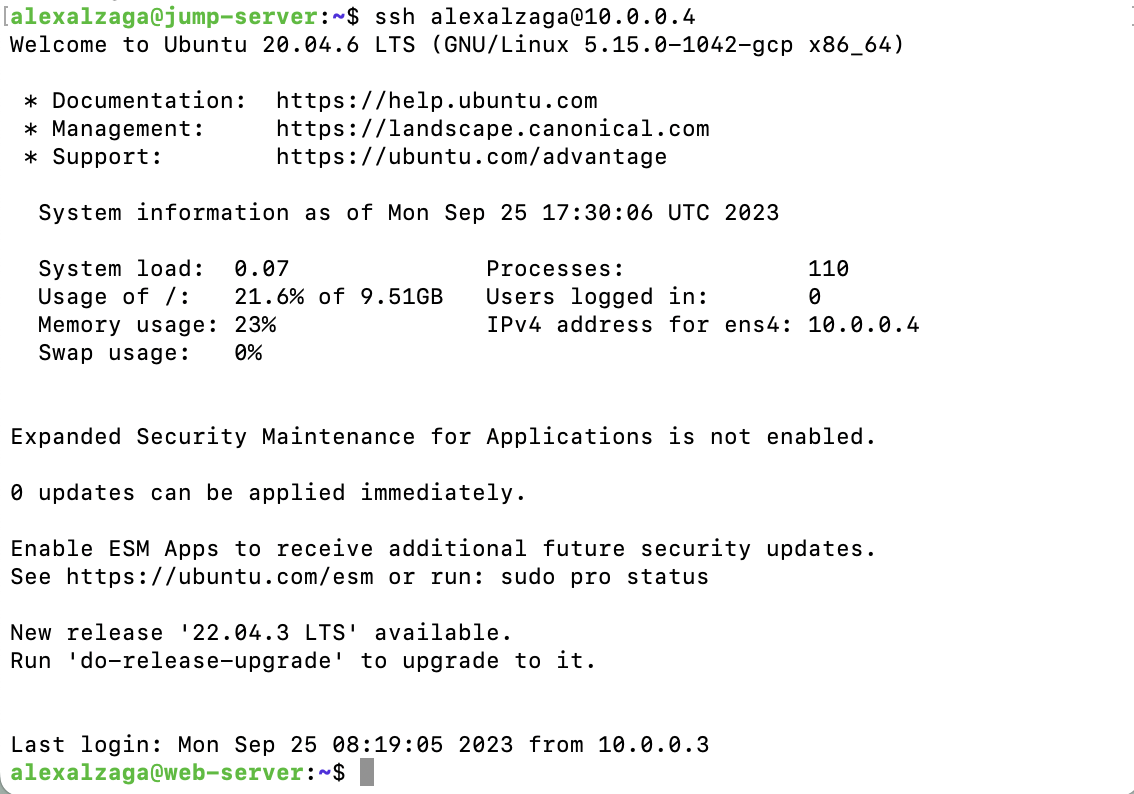 [alexalzaga@jump-server:~$ ssh alexalzaga@10.0.0.4
Welcome to Ubuntu 20.04.6 LTS (GNU/Linux 5.15.0-1042-gcp x86_64)
* Documentation: https://help.ubuntu.com
* Management: https://landscape.canonical.com
* Support: https://ubuntu.com/advantage
System information as of Mon Sep 25 17:30:06 UTC 2023
System load: 0.07 Processes: 110
Usage of /: 21.6% of 9.51GB Users logged in: 0
Memory usage: 23% IPv4 address for ens4: 10.0.0.4
Swap usage: 0%
Expanded Security Maintenance for Applications is not enabled.
0 updates can be applied immediately.
Enable ESM Apps to receive additional future security updates.
See https://ubuntu.com/esm or run: sudo pro status
New release '22.04.3 LTS' available.
Run 'do-release-upgrade' to upgrade to it.
Last login: Mon Sep 25 08:19:05 2023 from 10.0.0.3
alexalzaga@web-server:~$